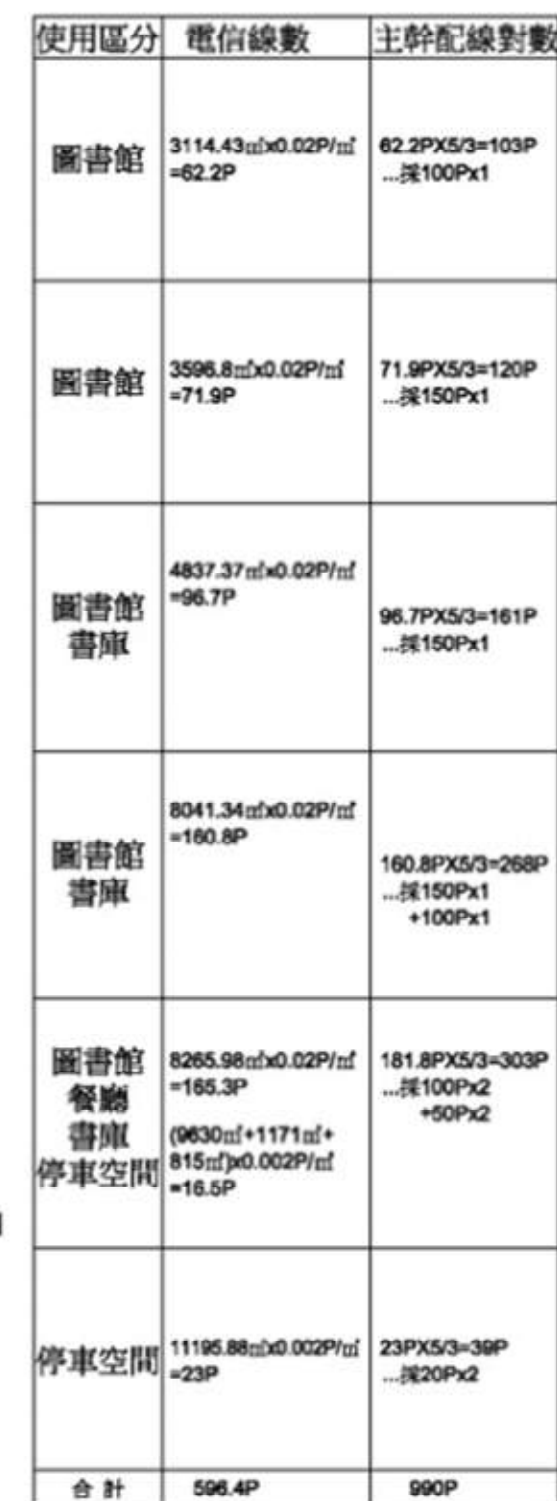 使用區分 電信線數 主幹配線對數
圖書館
3114.43㎡x0.02P/㎡
=62.2P
62.2PX5/3=103P
...採100Px1
圖書館
3596.8㎡x0.02P/㎡
=71.9P
71.9PX5/3=120P
...採150Px1
圖書館
書庫
4837.37㎡x0.02P/㎡
=96.7P
96.7PX5/3=161P
...採150Px1
圖書館
書庫
8041.34㎡x0.02P/㎡
=160.8P
160.8PX5/3=268P
...採150Px1
+100Px1
圖書館
餐廳
書庫
停車空間
8265.98㎡x0.02P/㎡
=165.3P
(9630㎡+1171㎡+
815㎡)x0.002P/㎡
=16.5P
181.8PX5/3=303P
...採100Px2
+50Px2
停車空間
11195.88㎡x0.002P/㎡
=23P
23PX5/3=39P
...採20Px2
合計 596.4P 990P